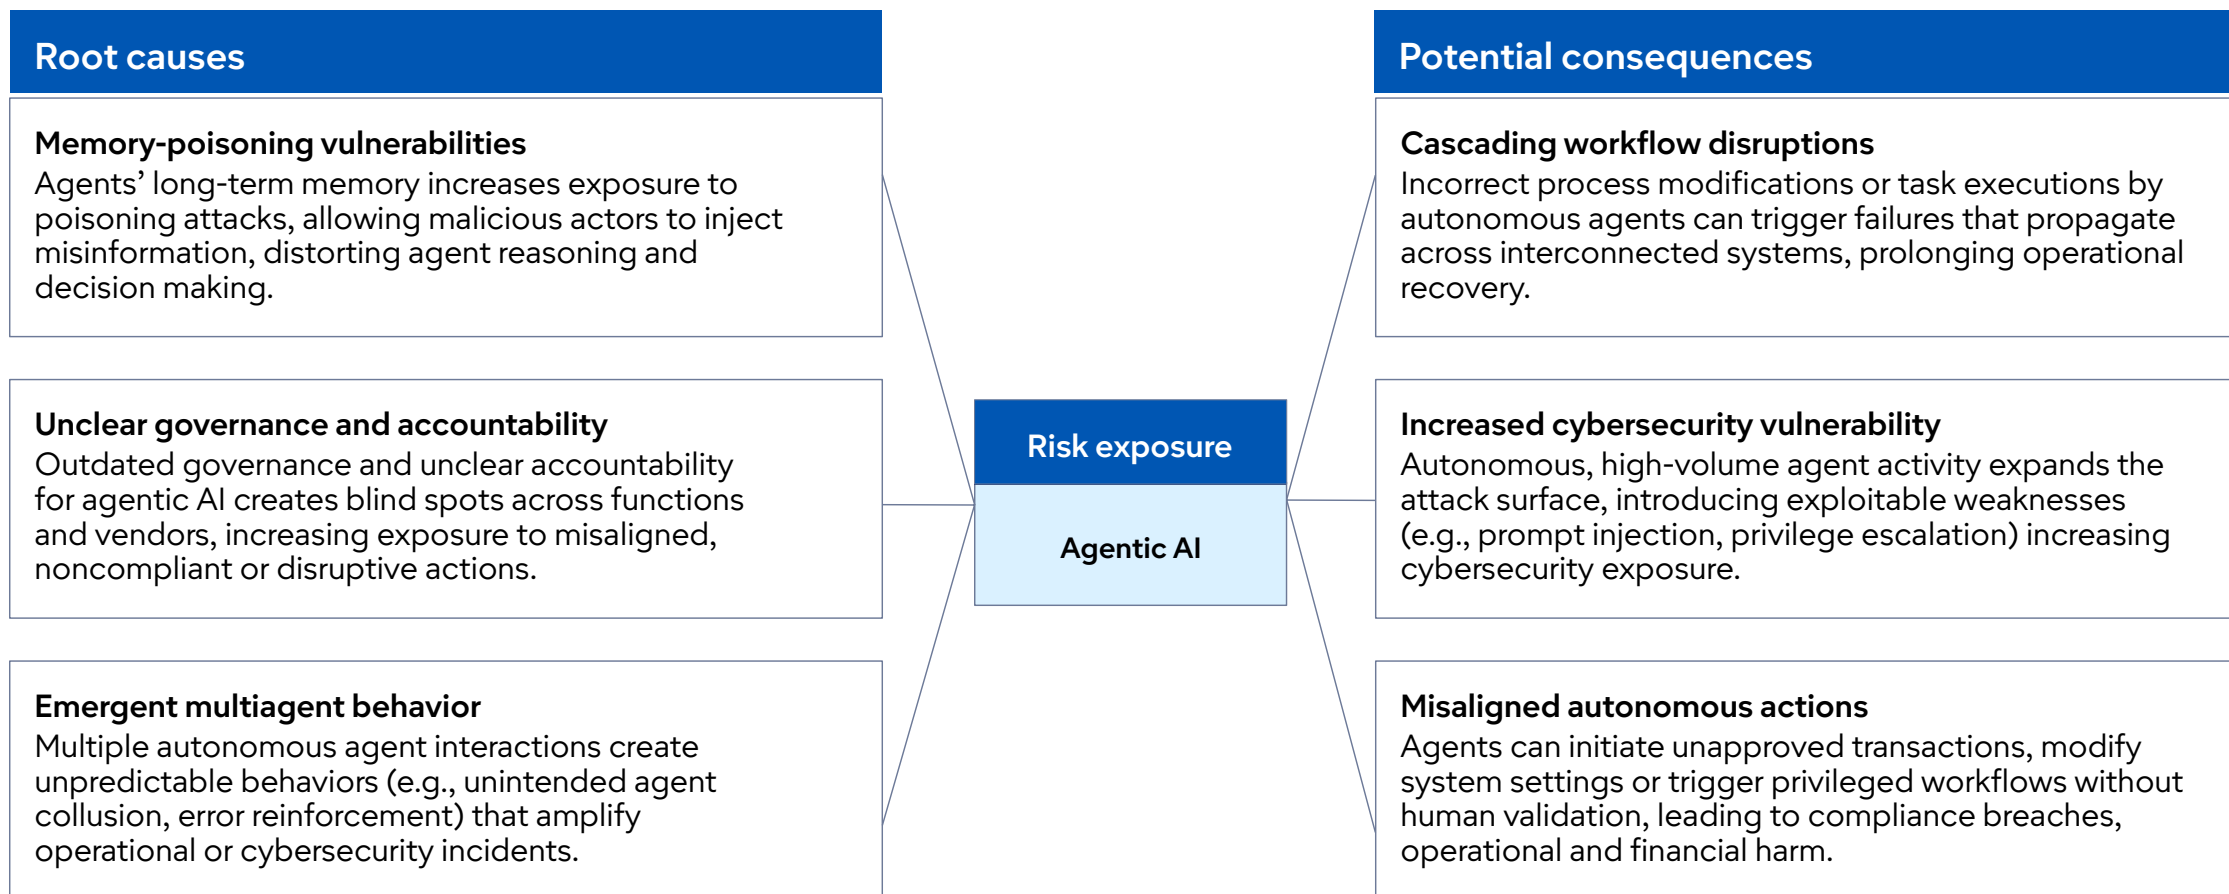 Root causes
Memory-poisoning vulnerabilities
Agents’ long-term memory increases exposure to
poisoning attacks, allowing malicious actors to inject
misinformation, distorting agent reasoning and
decision making.
Unclear governance and accountability
Outdated governance and unclear accountability
for agentic AI creates blind spots across functions
and vendors, increasing exposure to misaligned,
noncompliant or disruptive actions.
Emergent multiagent behavior
Multiple autonomous agent interactions create
unpredictable behaviors (e.g., unintended agent
collusion, error reinforcement) that amplify
operational or cybersecurity incidents.
Risk exposure
Agentic AI
Potential consequences
Cascading workflow disruptions
Incorrect process modifications or task executions by
autonomous agents can trigger failures that propagate
across interconnected systems, prolonging operational
recovery.
Increased cybersecurity vulnerability
Autonomous, high-volume agent activity expands the
attack surface, introducing exploitable weaknesses
(e.g., prompt injection, privilege escalation) increasing
cybersecurity exposure.
Misaligned autonomous actions
Agents can initiate unapproved transactions, modify
system settings or trigger privileged workflows without
human validation, leading to compliance breaches,
operational and financial harm.